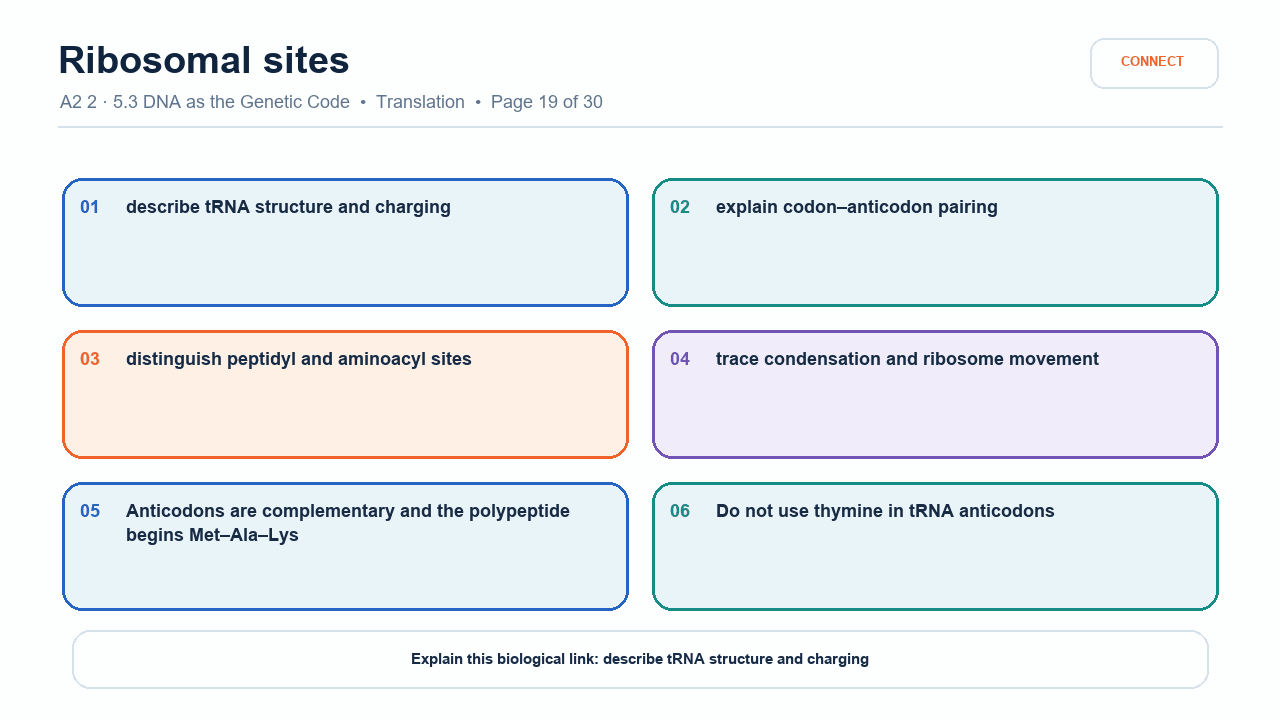 Ribosomal sites
CONNECT
A2 2 · 5.3 DNA as the Genetic Code • Translation • Page 19 of 30
01 describe tRNA structure and charging
02 explain codon–anticodon pairing
03 distinguish peptidyl and aminoacyl sites
04 trace condensation and ribosome movement
05 Anticodons are complementary and the polypeptide
begins Met–Ala–Lys
06 Do not use thymine in tRNA anticodons
Explain this biological link: describe tRNA structure and charging